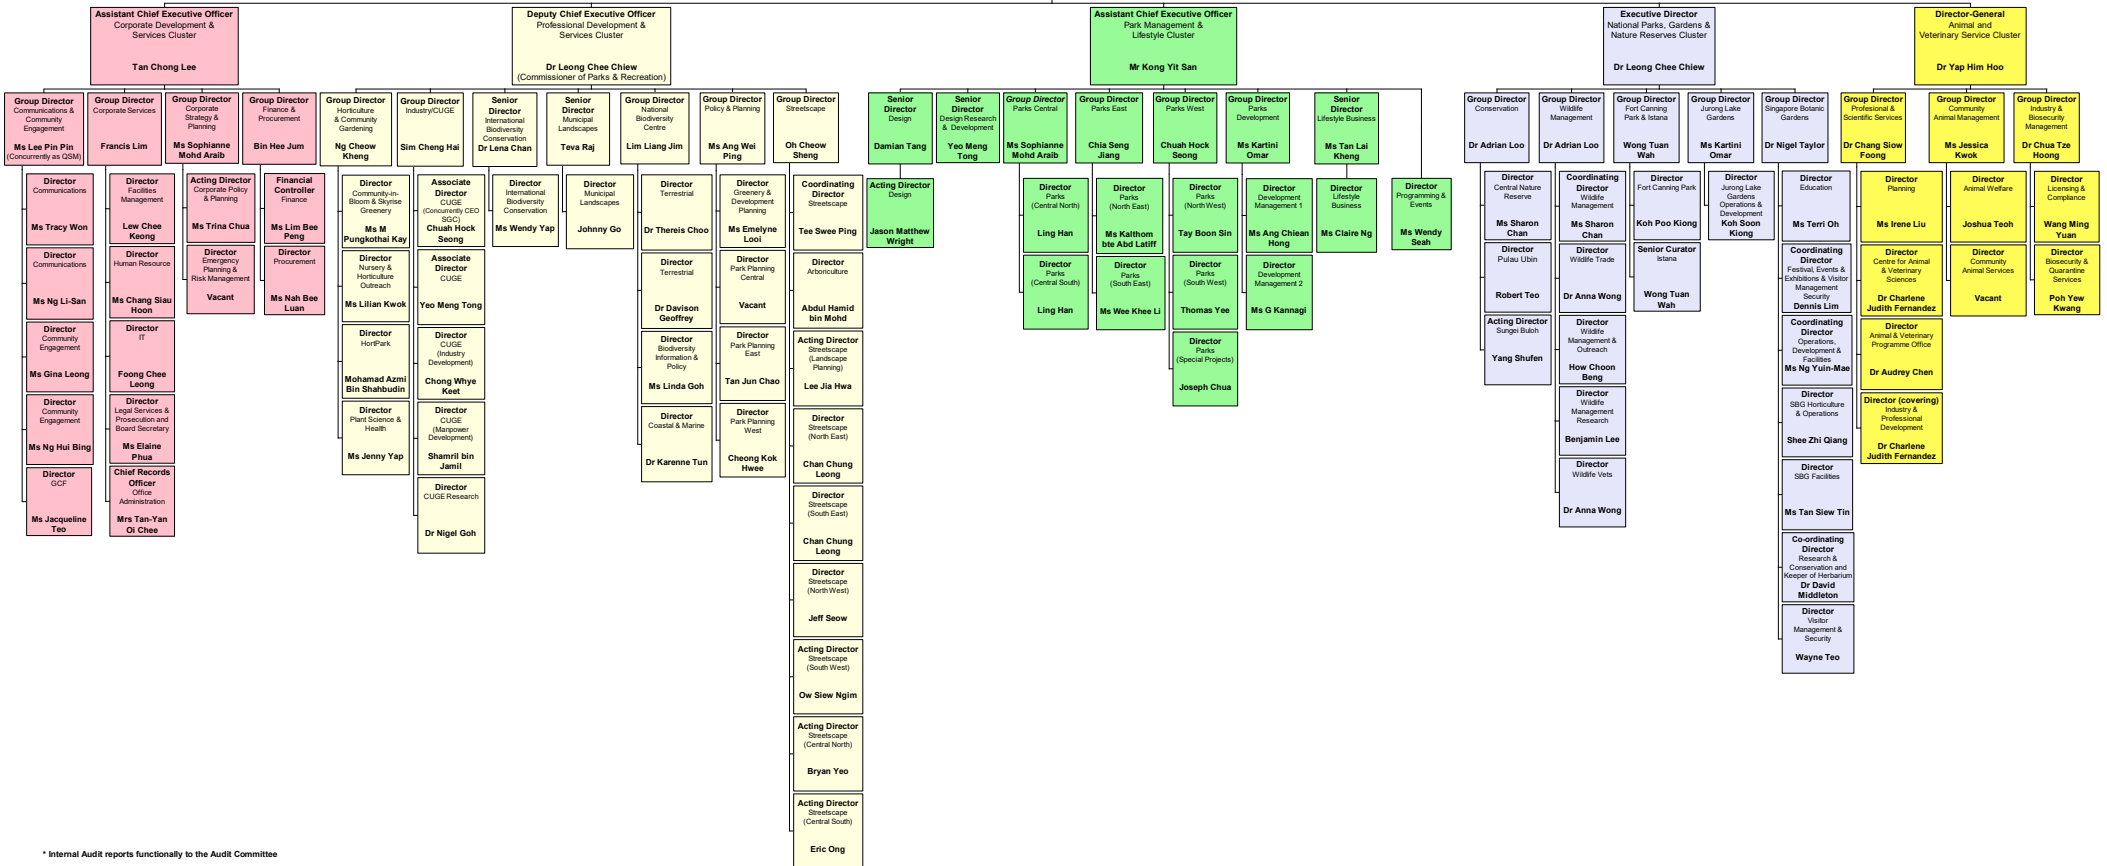 Assistant Chief Executive Officer
Corporate Development &
Services Cluster
Tan Chong Lee
Deputy Chief Executive Officer
Professional Development &
Services Cluster
Dr Leong Chee Chiew
(Commissioner of Parks & Recreation)
Assistant Chief Executive Officer
Park Management &
Lifestyle Cluster
Mr Kong Yit San
Executive Director
National Parks, Gardens &
Nature Reserves Cluster
Dr Leong Chee Chiew
Director-General
Animal and
Veterinary Service Cluster
Dr Yap Him Hoo
Group Director
Communications &
Community
Engagement
Ms Lee Pin Pin
(Concurrently as QSM)
Group Director
Corporate Services
Francis Lim
Group Director
Corporate
Strategy &
Planning
Ms Sophianne
Mohd Araib
Group Director
Finance &
Procurement
Bin Hee Jum
Group Director
Horticulture
& Community
Gardening
Ng Cheow
Kheng
Group Director
Industry/CUGE
Sim Cheng Hai
Senior
Director
International
Biodiversity
Conservation
Dr Lena Chan
Senior
Director
Municipal
Landscapes
Teva Raj
Group Director
National
Biodiversity
Centre
Lim Liang Jim
Group Director
Policy & Planning
Ms Ang Wei
Ping
Group Director
Streetscape
Oh Cheow
Sheng
Senior
Director
Design
Damian Tang
Senior
Director
Design Research
& Development
Yeo Meng
Tong
Group Director
Parks Central
Ms Sophianne
Mohd Araib
Group Director
Parks East
Chia Seng
Jiang
Group Director
Parks West
Chuah Hock
Seong
Group Director
Parks
Development
Ms Kartini
Omar
Senior
Director
Lifestyle Business
Ms Tan Lai
Kheng
Group Director
Conservation
Dr Adrian Loo
Group Director
Wildlife
Management
Dr Adrian Loo
Group Director
Fort Canning
Park & Istana
Wong Tuan
Wah
Group Director
Jurong Lake
Gardens
Ms Kartini
Omar
Group Director
Singapore Botanic
Gardens
Dr Nigel Taylor
Group Director
Profesional &
Scientific Services
Dr Chang Siow
Foong
Group Director
Community
Animal Management
Ms Jessica
Kwok
Group Director
Industry &
Biosecurity
Management
Dr Chua Tze
Hoong
Director
Communications
Ms Tracy Won
Director
Communications
Ms Ng Li-San
Director
Community
Engagement
Ms Gina Leong
Director
Community
Engagement
Ms Ng Hui Bing
Director
GCF
Ms Jacqueline
Teo
Director
Facilities
Management
Lew Chee
Keong
Director
Human Resource
Ms Chang Siau
Hoon
Director
IT
Foong Chee
Leong
Director
Legal Services &
Prosecution and
Board Secretary
Ms Elaine
Phua
Chief Records
Officer
Office
Administration
Mrs Tan-Yan
Oi Chee
Acting Director
Corporate Policy
& Planning
Ms Trina Chua
Director
Emergency
Planning &
Risk Management
Vacant
Financial
Controller
Finance
Ms Lim Bee
Peng
Director
Procurement
Ms Nah Bee
Luan
Director
Community-in-
Bloom & Skyrise
Greenery
Ms M
Pungkothai Kay
Director
Nursery &
Horticulture
Outreach
Ms Lilian Kwok
Director
HortPark
Mohamad Azmi
Bin Shahbudin
Director
Plant Science &
Health
Ms Jenny Yap
Associate
Director
CUGE
(Concurrently CEO
SGC)
Chuah Hock
Seong
Associate
Director
CUGE
Yeo Meng Tong
Director
CUGE
(Industry
Development)
Chong Whye
Keet
Director
CUGE
(Manpower
Development)
Shamril bin
Jamil
Director
CUGE Research
Dr Nigel Goh
Director
International
Biodiversity
Conservation
Ms Wendy Yap
Director
Municipal
Landscapes
Johnny Go
Director
Terrestrial
Dr Thereis Choo
Director
Terrestrial
Dr Davison
Geoffrey
Director
Biodiversity
Information &
Policy
Ms Linda Goh
Director
Coastal & Marine
Dr Karenne Tun
Director
Greenery &
Development
Planning
Ms Emelyne
Looi
Director
Park Planning
Central
Vacant
Director
Park Planning
East
Tan Jun Chao
Director
Park Planning
West
Cheong Kok
Hwee
Coordinating
Director
Streetscape
Tee Swee Ping
Director
Arboriculture
Abdul Hamid
bin Mohd
Acting Director
Streetscape
(Landscape
Planning)
Lee Jia Hwa
Director
Streetscape
(North East)
Chan Chung
Leong
Director
Streetscape
(South East)
Chan Chung
Leong
Director
Streetscape
(North West)
Jeff Seow
Acting Director
Streetscape
(South West)
Ow Siew Ngim
Acting Director
Streetscape
(Central North)
Bryan Yeo
Acting Director
Streetscape
(Central South)
Eric Ong
Acting Director
Design
Jason Matthew
Wright
Director
Parks
(Central North)
Ling Han
Director
Parks
(Central South)
Ling Han
Director
Parks
(North East)
Ms Kalthom
bte Abd Latiff
Director
Parks
(South East)
Ms Wee Khee Li
Director
Parks
(North West)
Tay Boon Sin
Director
Parks
(South West)
Thomas Yee
Director
Parks
(Special Projects)
Joseph Chua
Director
Development
Management 1
Ms Ang Chiean
Hong
Director
Development
Management 2
Ms G Kannagi
Director
Lifestyle
Business
Ms Claire Ng
Director
Programming &
Events
Ms Wendy
Seah
Director
Central Nature
Reserve
Ms Sharon
Chan
Director
Pulau Ubin
Robert Teo
Acting Director
Sungei Buloh
Yang Shufen
Coordinating
Director
Wildlife
Management
Ms Sharon
Chan
Director
Wildlife Trade
Dr Anna Wong
Director
Wildlife
Management &
Outreach
How Choon
Beng
Director
Wildlife
Management
Research
Benjamin Lee
Director
Wildlife Vets
Dr Anna Wong
Director
Fort Canning Park
Koh Poo Kiong
Senior Curator
Istana
Wong Tuan
Wah
Director
Jurong Lake
Gardens
Operations &
Development
Koh Soon
Kiong
Director
Education
Ms Terri Oh
Coordinating
Director
Festival, Events &
Exhibitions & Visitor
Management
Security
Dennis Lim
Coordinating
Director
Operations,
Development &
Facilities
Ms Ng Yuin-Mae
Director
SBG Horticulture
& Operations
Shee Zhi Qiang
Director
SBG Facilities
Ms Tan Siew Tin
Co-ordinating
Director
Research &
Conservation and
Keeper of Herbarium
Dr David
Middleton
Director
Visitor
Management &
Security
Wayne Teo
Director
Planning
Ms Irene Liu
Director
Centre for Animal
& Veterinary
Sciences
Dr Charlene
Judith Fernandez
Director
Animal & Veterinary
Programme Office
Dr Audrey Chen
Director (covering)
Industry &
Professional
Development
Dr Charlene
Judith Fernandez
Director
Animal Welfare
Joshua Teoh
Director
Community
Animal Services
Vacant
Director
Licensing &
Compliance
Wang Ming
Yuan
Director
Biosecurity &
Quarantine
Services
Poh Yew
Kwang
* Internal Audit reports functionally to the Audit Committee